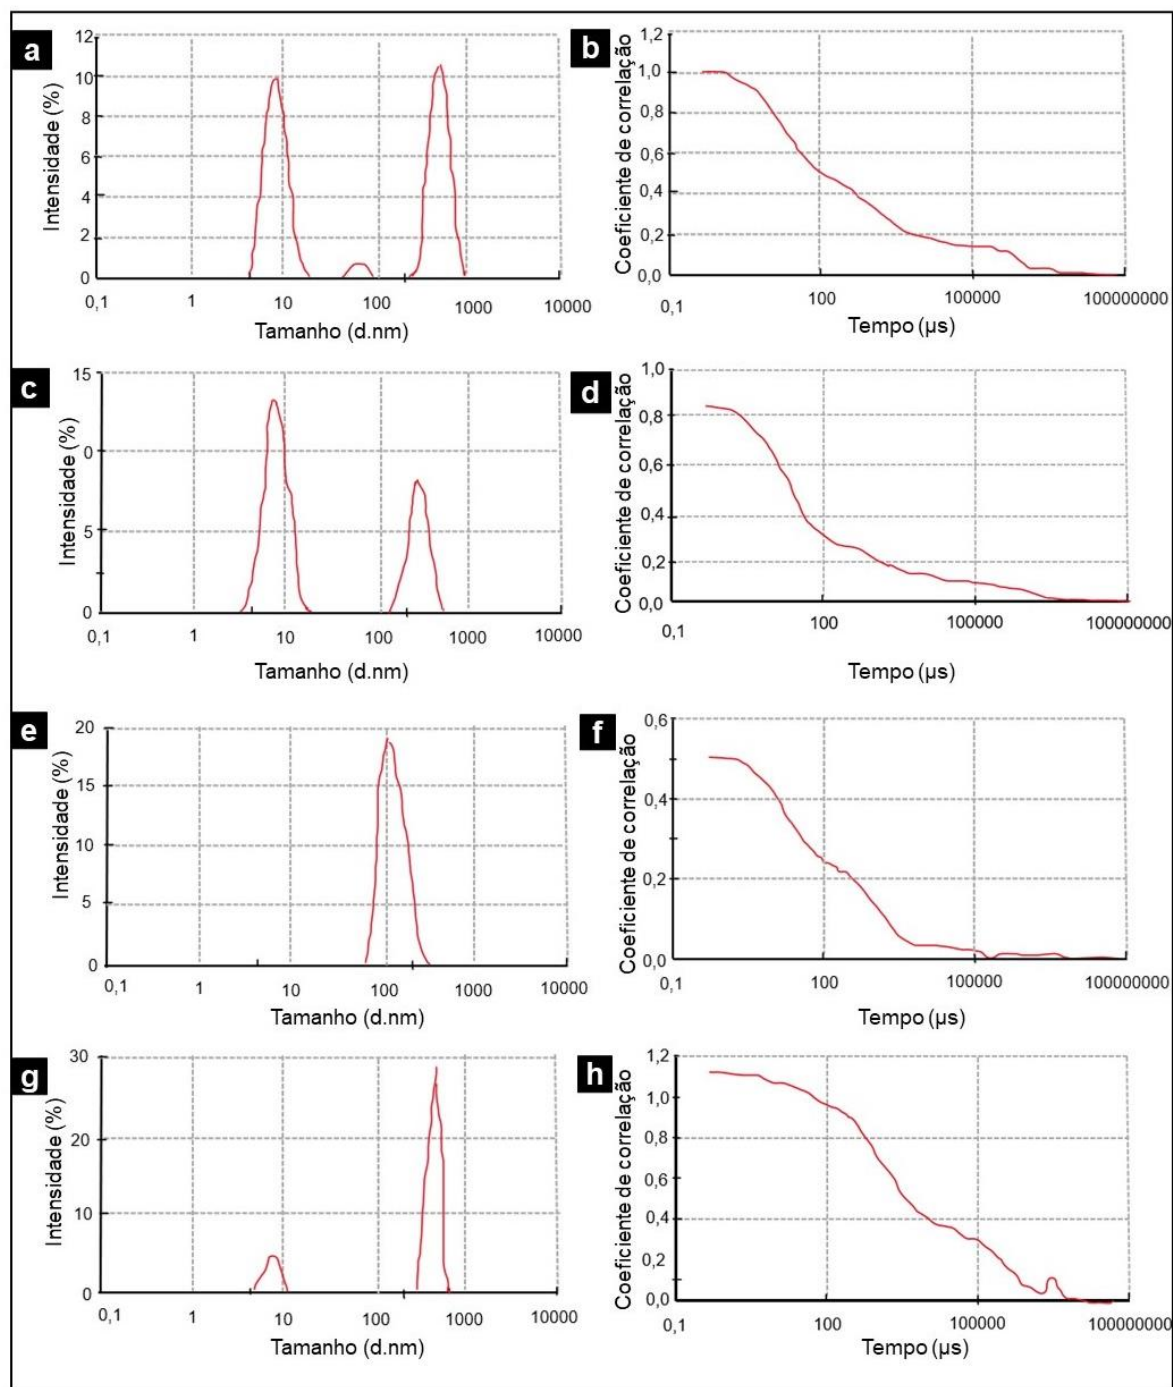 a
Intensidade (%)
12
10
8
6
4
2
0
0,1 1 10 100 1000 10000
Tamanho (d.nm)
b
Coeficiente de correlação
1,2
1,0
0,8
0,6
0,4
0,2
0,0
0,1 100 100000 100000000
Tempo (µs)
c
Intensidade (%)
15
0
5
0
0,1 1 10 100 1000 10000
Tamanho (d.nm)
d
Coeficiente de correlação
1,0
0,8
0,6
0,4
0,2
0,0
0,1 100 100000 100000000
Tempo (µs)
e
Intensidade (%)
20
15
10
5
0
0,1 1 10 100 1000 10000
Tamanho (d.nm)
f
Coeficiente de correlação
0,6
0,4
0,2
0,0
0,1 100 100000 100000000
Tempo (µs)
g
Intensidade (%)
30
20
10
0
0,1 1 10 100 1000 10000
Tamanho (d.nm)
h
Coeficiente de correlação
1,2
1,0
0,8
0,6
0,4
0,2
0,0
0,1 100 100000 100000000
Tempo (µs)